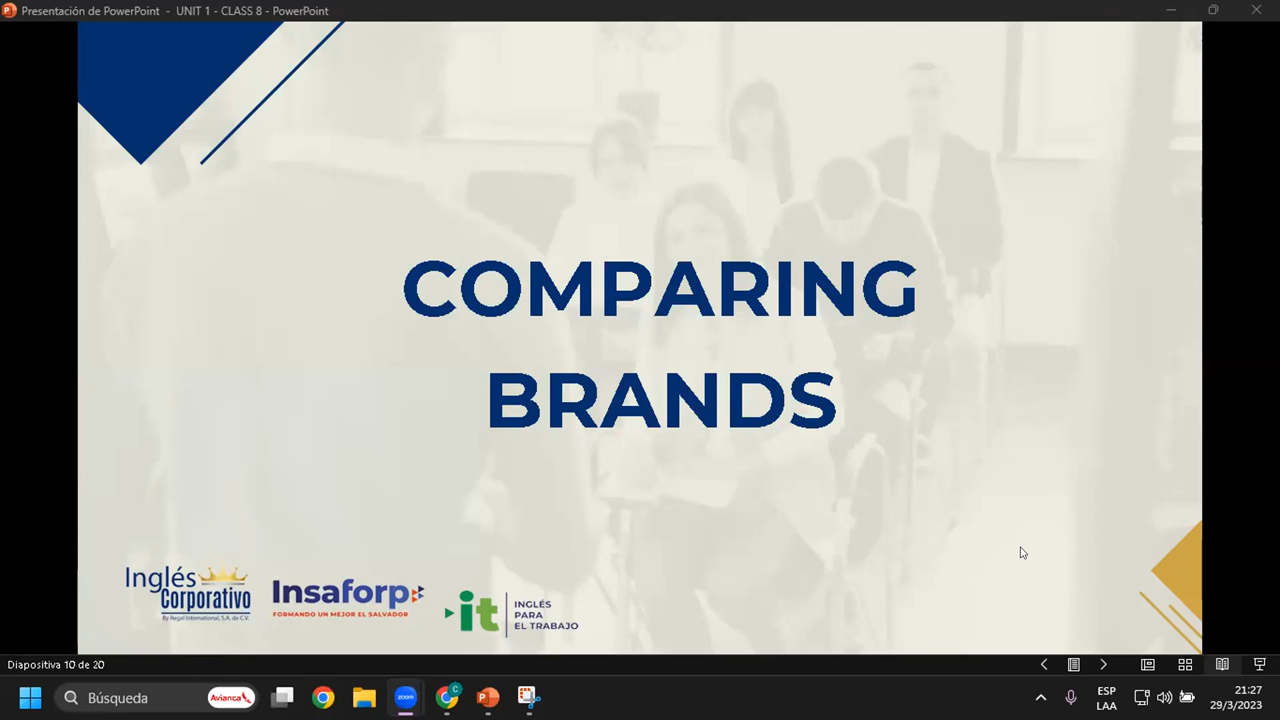 Presentación de PowerPoint - UNIT 1 - CLASS 8 - PowerPoint
COMPARING
BRANDS
Inglés
Corporativo
By Regal International, S.A. de C.V.
Insaforp
FORMANDO UN MEJOR EL SALVADOR
it
INGLÉS
PARA
EL TRABAJO
Diapositiva 10 de 20
Búsqueda
Avianca
C
ESP
LAA
21:27
29/3/2023